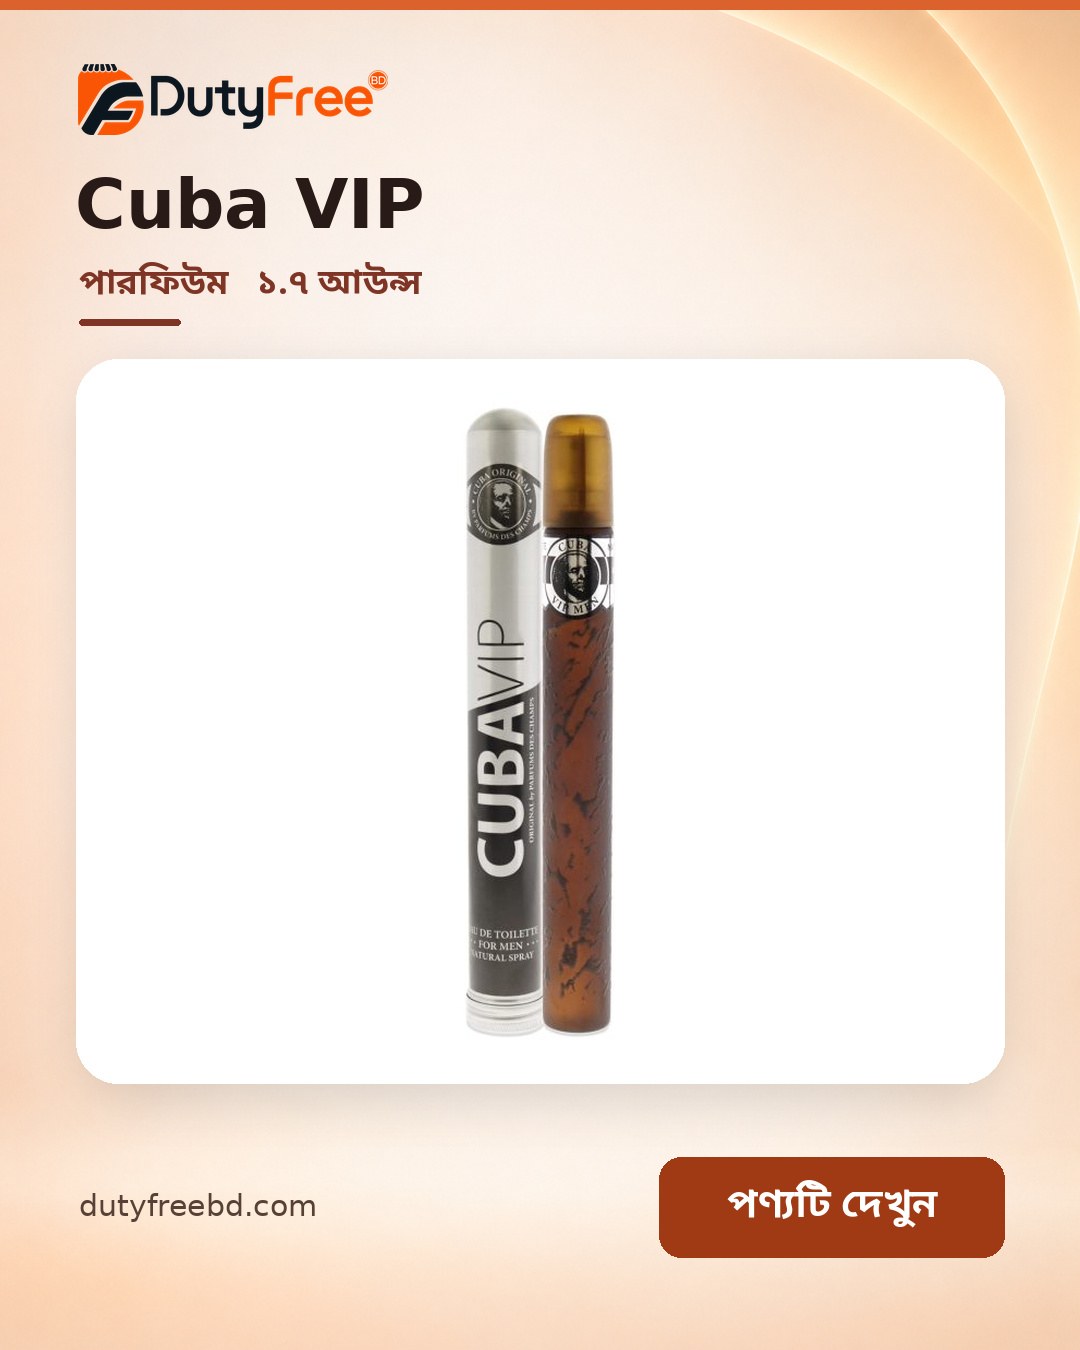 DutyFree BD
Cuba VIP
পারফিউম ১.৭ আউন্স
CUBA ORIGINAL
BY PARFUMS DES CHAMPS
CUBA VIP
ORIGINAL by PARFUMS DES CHAMPS
DE TOILETTE
FOR MEN
NATURAL SPRAY
CUBA
VIP MEN
dutyfreebd.com
পণ্যটি দেখুন